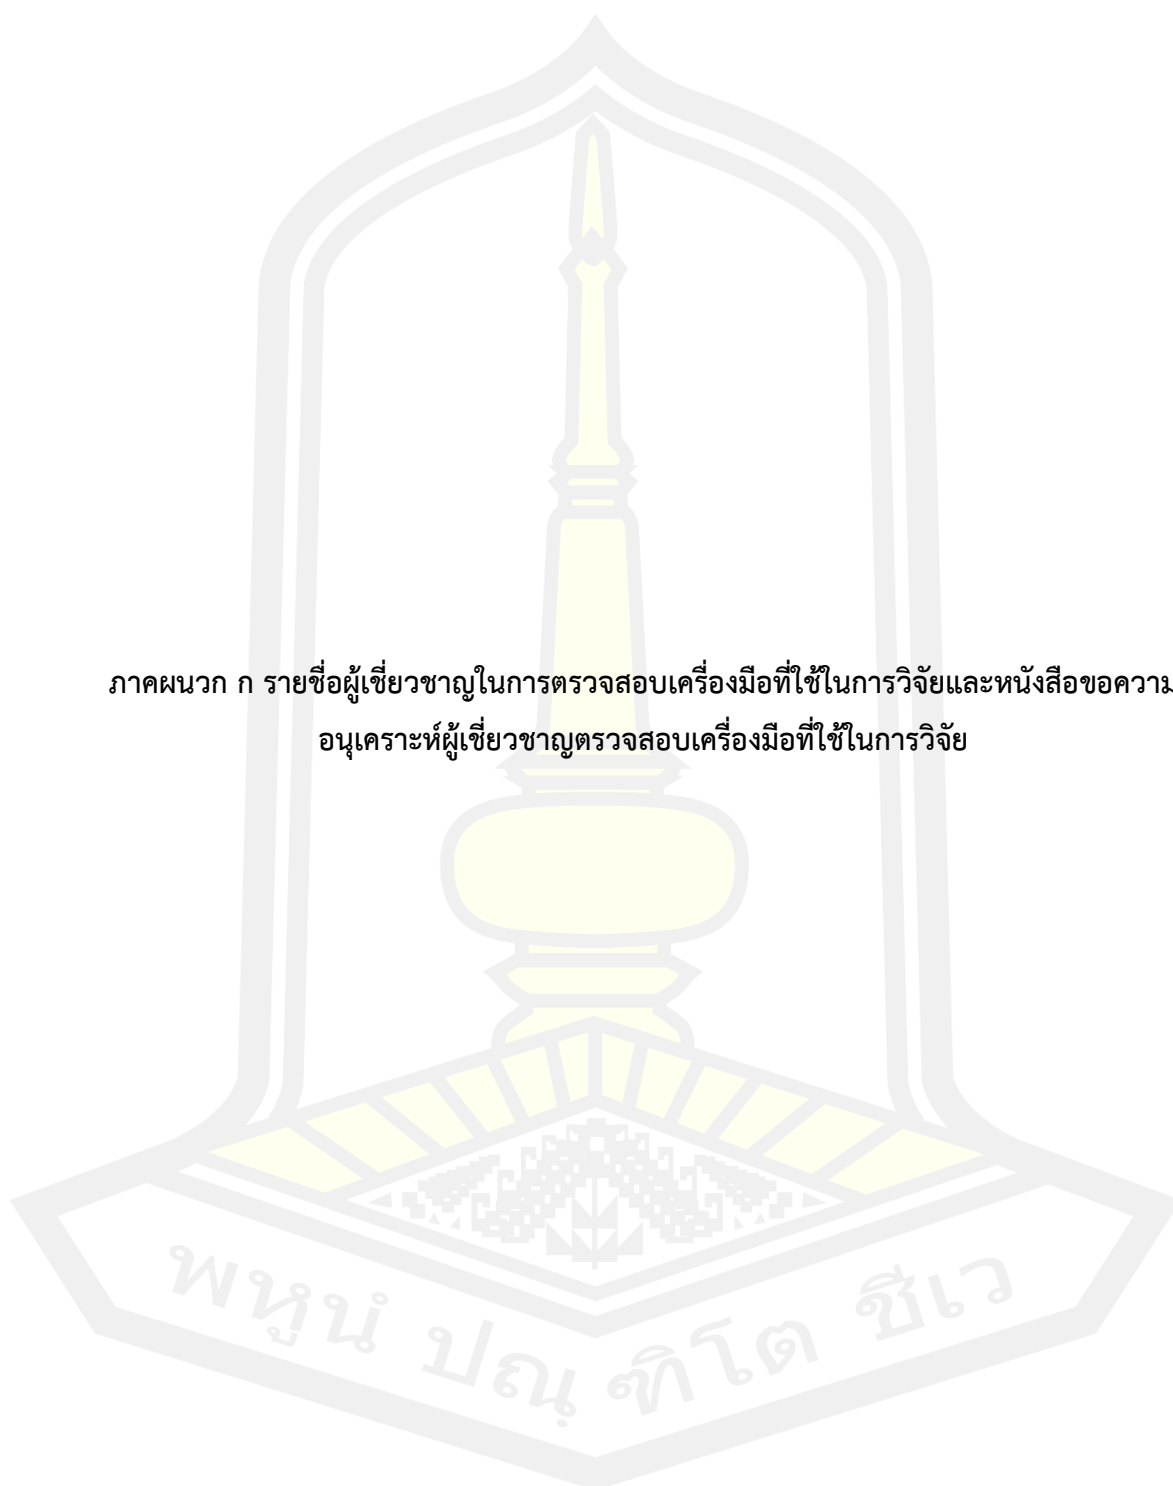 ภาคผนวก ก รายชื่อผู้เชี่ยวชาญในการตรวจสอบเครื่องมือที่ใช้ในการวิจัยและหนังสือขอความ
อนุเคราะห์ผู้เชี่ยวชาญตรวจสอบเครื่องมือที่ใช้ในการวิจัย
พหูนํ ปณฺฑิโต ชีเว